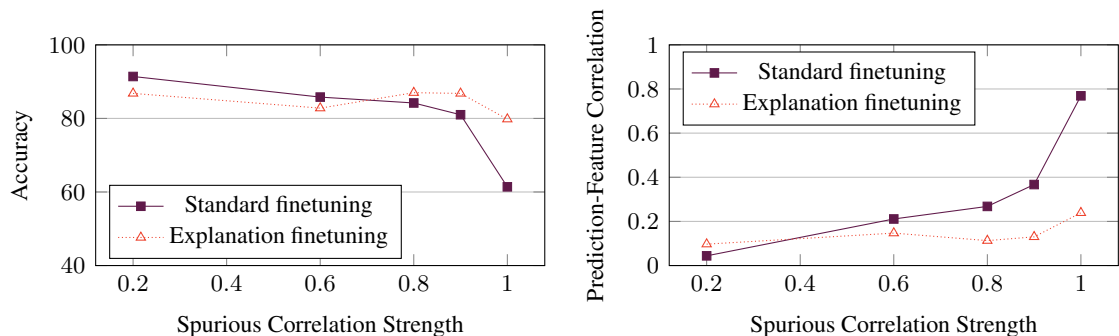 100
80
60
40
0.2 0.4 0.6 0.8 1
Accuracy
Spurious Correlation Strength
Standard finetuning
Explanation finetuning
1
0.8
0.6
0.4
0.2
0
0.2 0.4 0.6 0.8 1
Prediction-Feature Correlation
Spurious Correlation Strength
Standard finetuning
Explanation finetuning